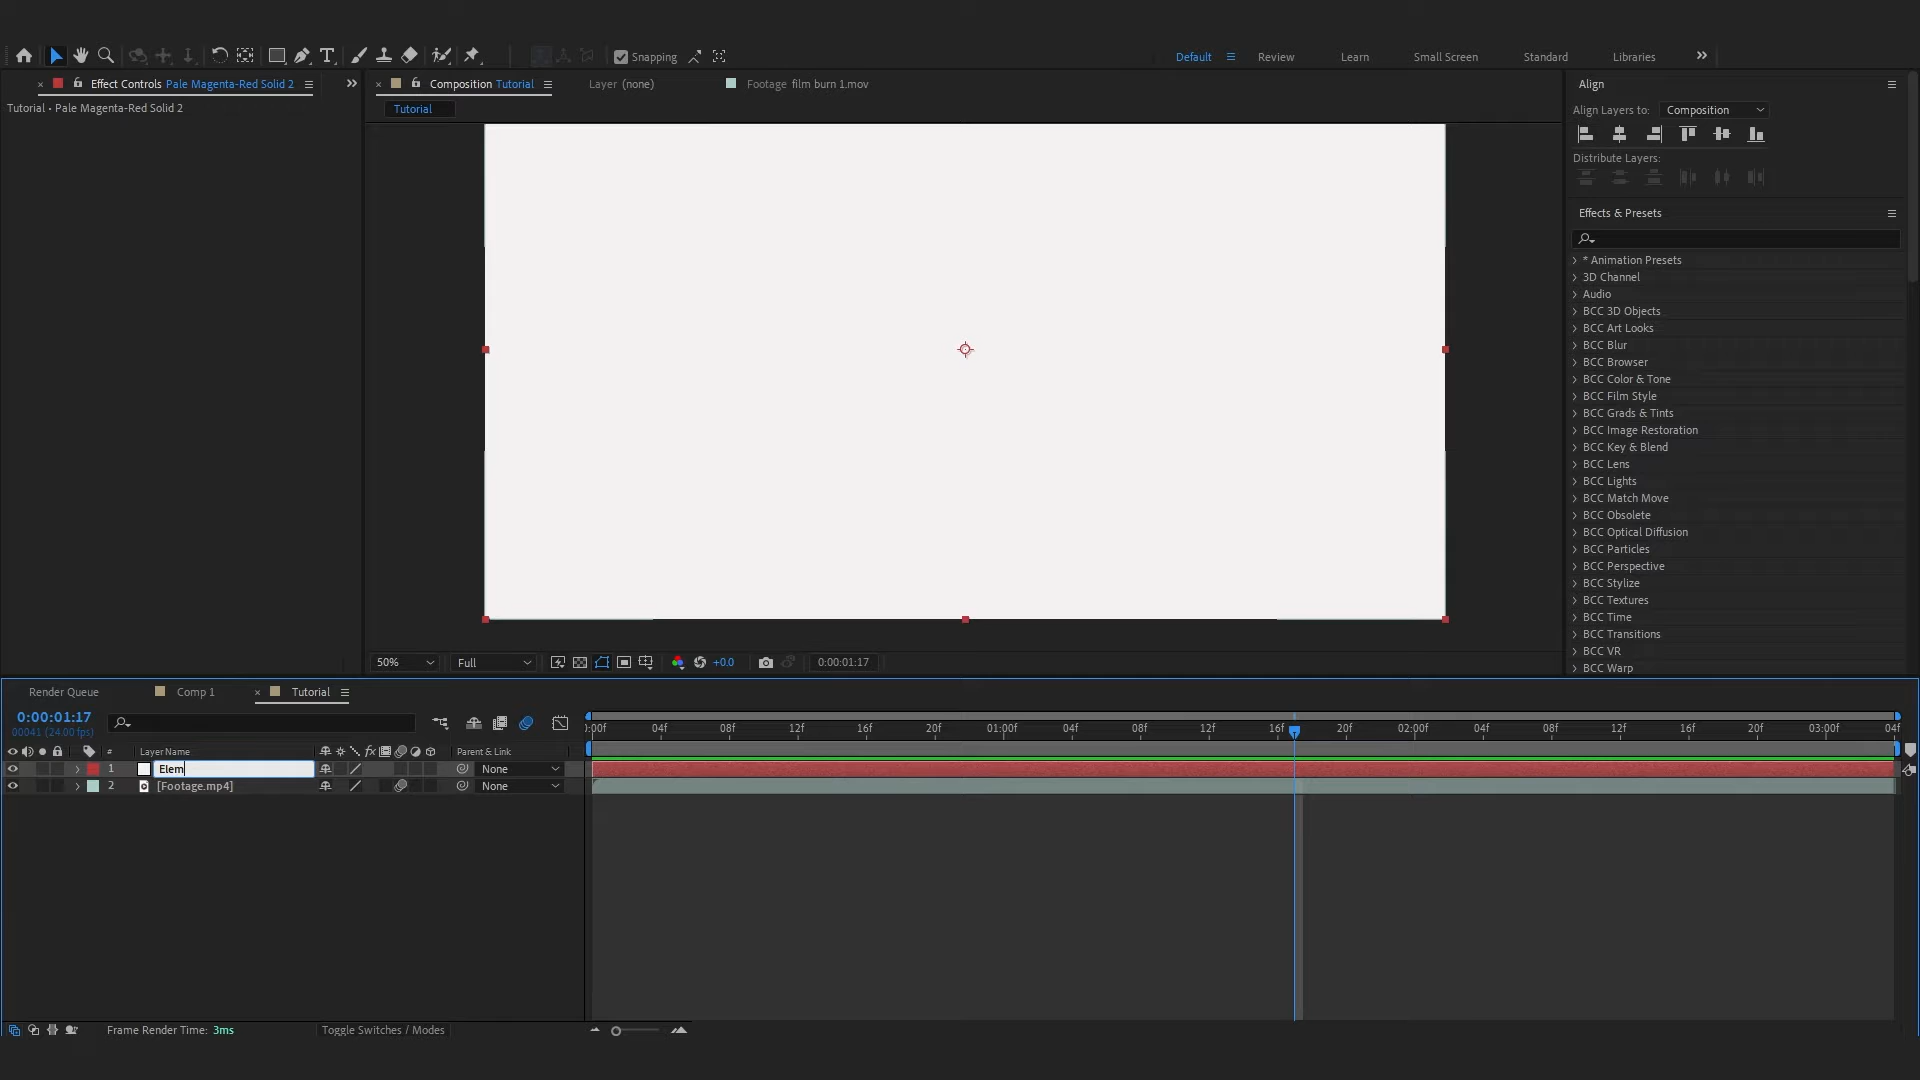 Snapping
Default
Review
Learn
Small Screen
Standard
Libraries
Effect Controls Pale Magenta-Red Solid 2
Tutorial • Pale Magenta-Red Solid 2
Composition Tutorial
Layer (none)
Footage film burn 1.mov
Tutorial
Align
Align Layers to:
Composition
Distribute Layers:
Effects & Presets
* Animation Presets
3D Channel
Audio
BCC 3D Objects
BCC Art Looks
BCC Blur
BCC Browser
BCC Color & Tone
BCC Film Style
BCC Grads & Tints
BCC Image Restoration
BCC Key & Blend
BCC Lens
BCC Lights
BCC Match Move
BCC Obsolete
BCC Optical Diffusion
BCC Particles
BCC Perspective
BCC Stylize
BCC Textures
BCC Time
BCC Transitions
BCC VR
BCC Warp
50%
Full
+0.0
0:00:01:17
Render Queue
Comp 1
Tutorial
0:00:01:17
00041 (24.00 fps)
:00f 04f 08f 12f 16f 20f 01:00f 04f 08f 12f 16f 20f 02:00f 04f 08f 12f 16f 20f 03:00f 04f
# Layer Name fx Parent & Link
1 Elem None
2 [Footage.mp4] None
Frame Render Time: 3ms
Toggle Switches / Modes